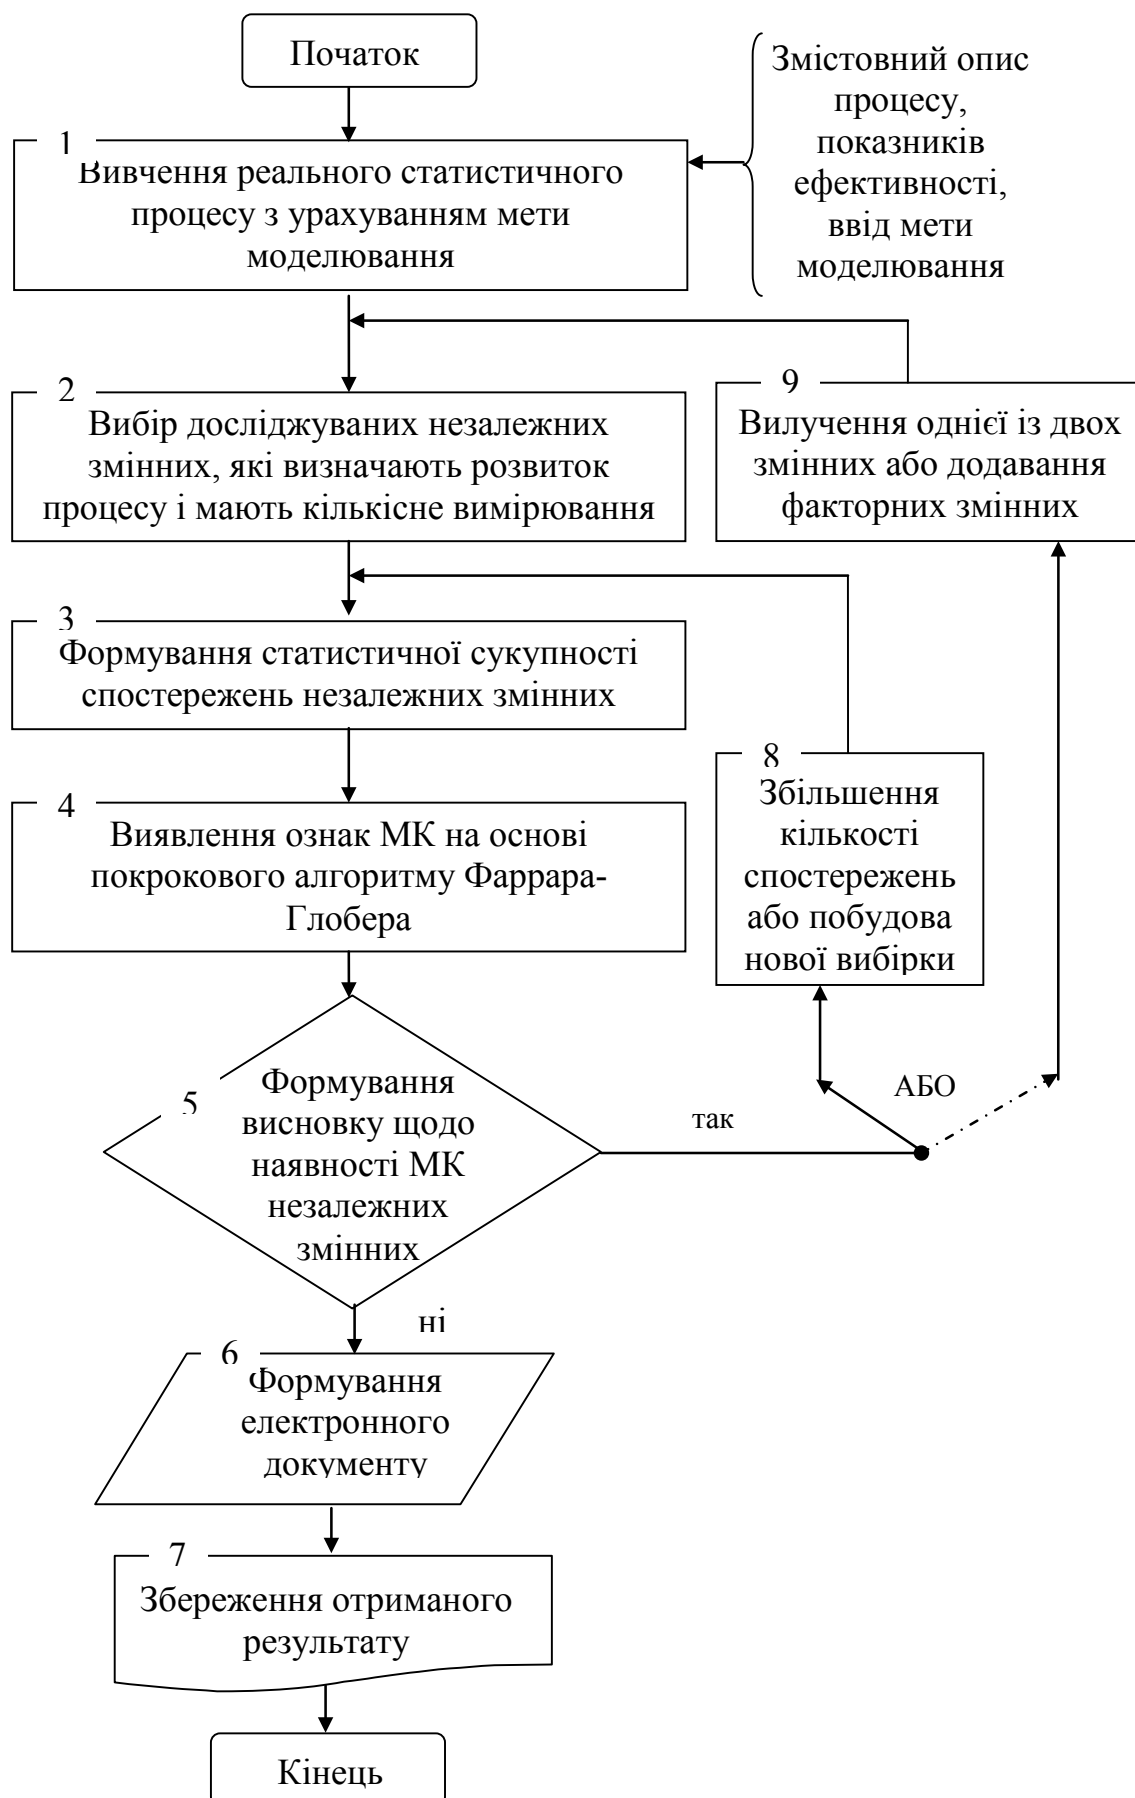 Початок
Змістовний опис
процесу,
показників
ефективності,
ввід мети
моделювання
1
Вивчення реального статистичного
процесу з урахуванням мети
моделювання
2
Вибір досліджуваних незалежних
змінних, які визначають розвиток
процесу і мають кількісне вимірювання
9
Вилучення однієї із двох
змінних або додавання
факторних змінних
3
Формування статистичної сукупності
спостережень незалежних змінних
4
Виявлення ознак МК на основі
покрокового алгоритму Фаррара-
Глобера
8
Збільшення
кількості
спостережень
або побудова
нової вибірки
5
Формування
висновку щодо
наявності МК
незалежних
змінних
так
АБО
ні
6
Формування
електронного
документу
7
Збереження отриманого
результату
Кінець